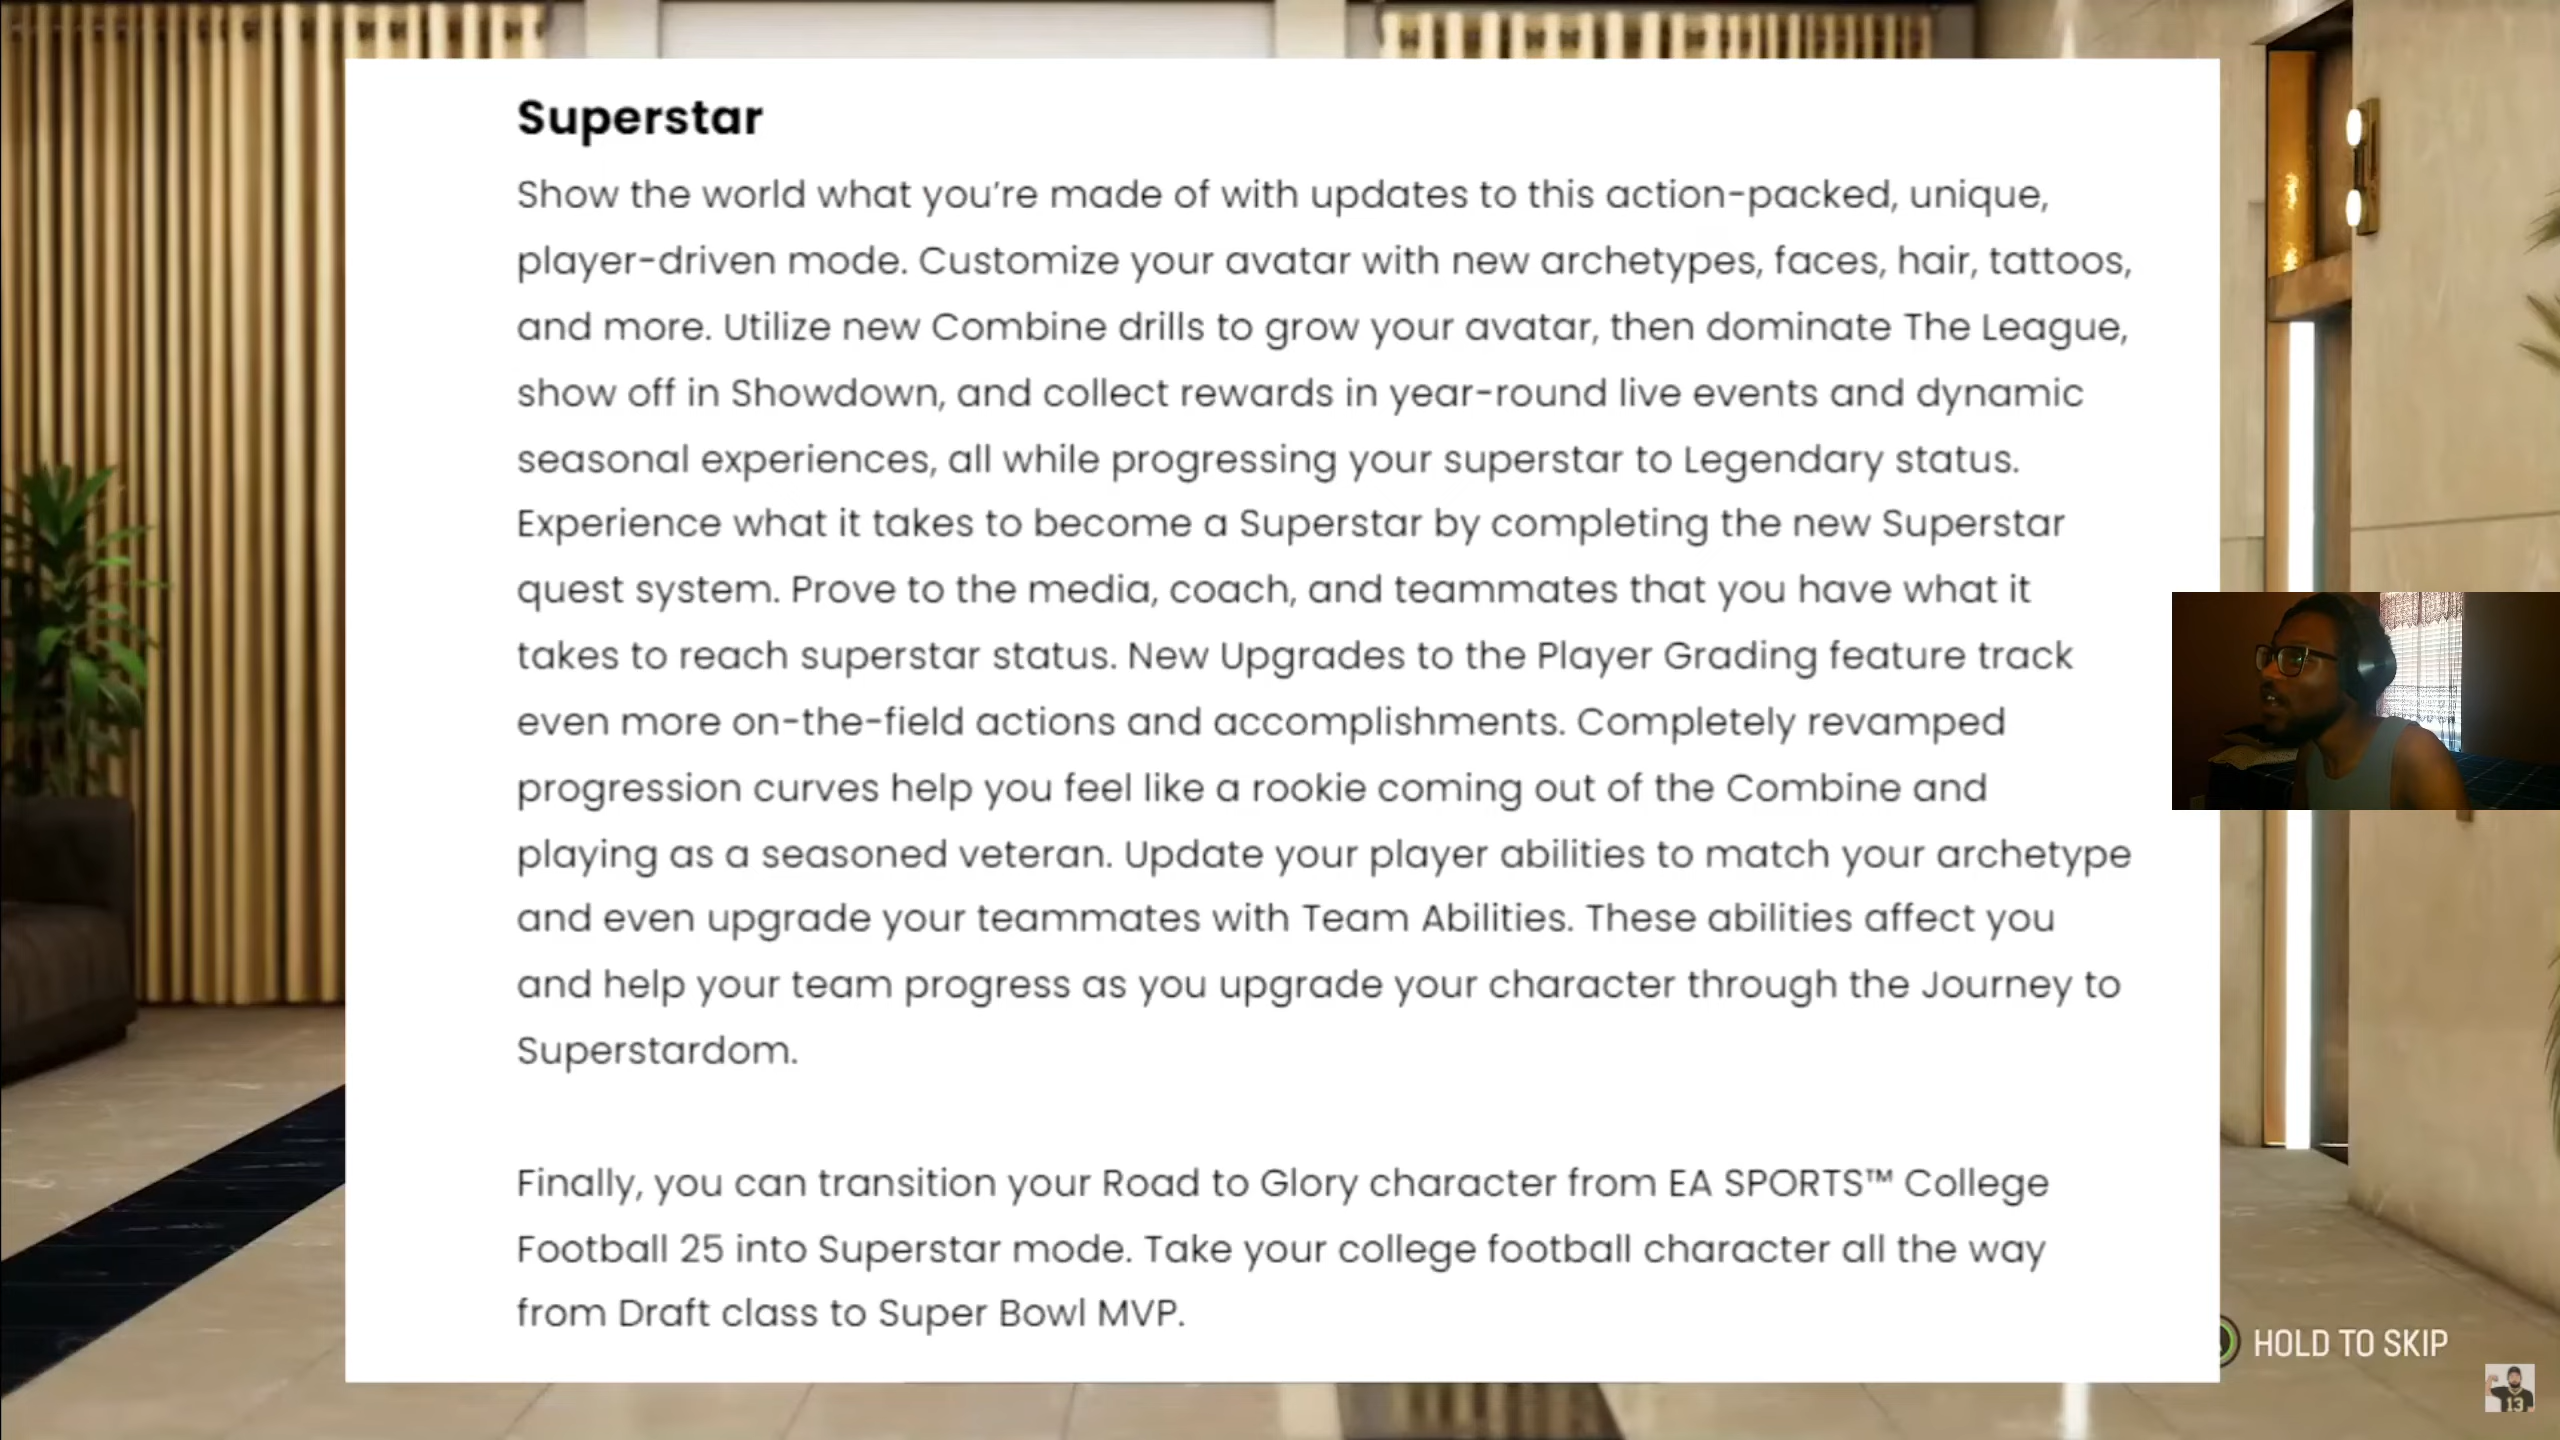 Superstar
Show the world what you’re made of with updates to this action-packed, unique,
player-driven mode. Customize your avatar with new archetypes, faces, hair, tattoos,
and more. Utilize new Combine drills to grow your avatar, then dominate The League,
show off in Showdown, and collect rewards in year-round live events and dynamic
seasonal experiences, all while progressing your superstar to Legendary status.
Experience what it takes to become a Superstar by completing the new Superstar
quest system. Prove to the media, coach, and teammates that you have what it
takes to reach superstar status. New Upgrades to the Player Grading feature track
even more on-the-field actions and accomplishments. Completely revamped
progression curves help you feel like a rookie coming out of the Combine and
playing as a seasoned veteran. Update your player abilities to match your archetype
and even upgrade your teammates with Team Abilities. These abilities affect you
and help your team progress as you upgrade your character through the Journey to
Superstardom.
Finally, you can transition your Road to Glory character from EA SPORTS™ College
Football 25 into Superstar mode. Take your college football character all the way
from Draft class to Super Bowl MVP.
HOLD TO SKIP
13